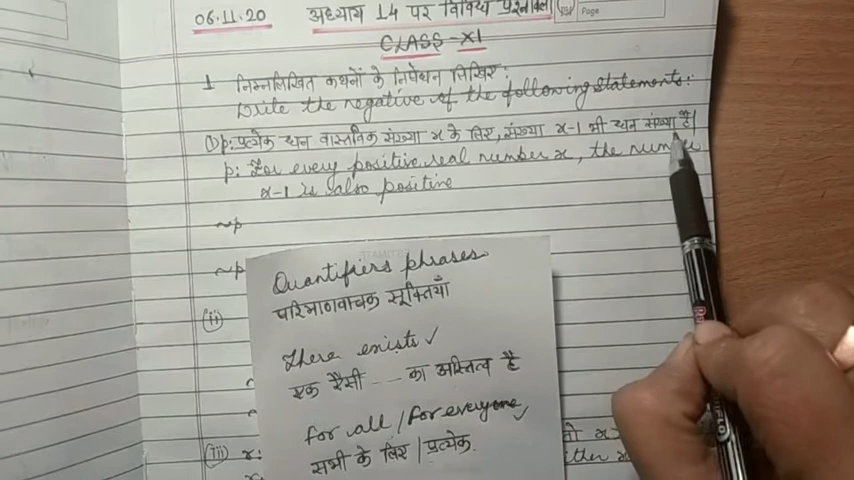 06.11.20
अध्याय 14 पर विविध प्रश्नावली
Page
CLASS-XI
1 निम्नलिखित कथनों के निषेधन लिखिए:
Write the negative of the following statements:
(i) p: प्रत्येक धन वास्तविक संख्या x के लिए, संख्या x-1 भी धन संख्या है।
p: For every positive real number x, the number
x-1 is also positive
~p
~p
Quantifiers phrases
परिमाणवाचक सूक्तियाँ
There exists ✓
एक ऐसी -- का अस्तित्व है
for all / for everyone ✓
सभी के लिए / प्रत्येक
(ii)
(iii) r: